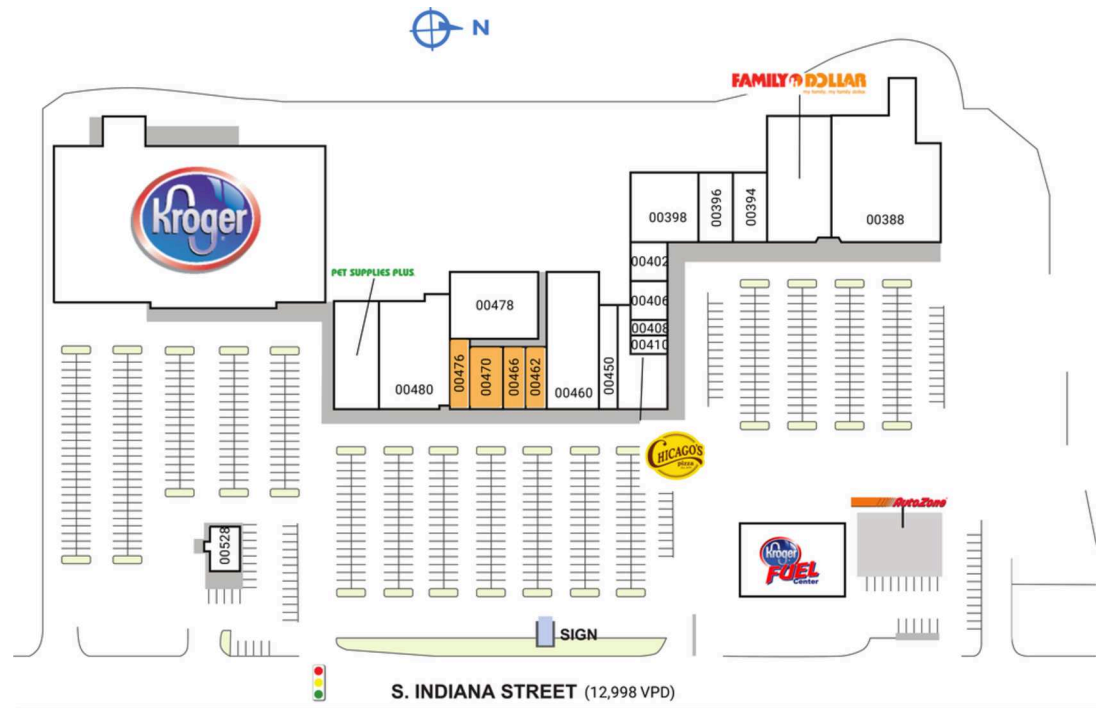 N
FAMILY DOLLAR
my family, my family dollar.
Kroger
00398
00396
00394
00388
00402
PET SUPPLIES PLUS
00406
00478
00408
00410
00476
00470
00466
00462
00450
00480
00460
CHICAGO'S
pizza
AutoZone
00528
Kroger
FUEL
Center
SIGN
S. INDIANA STREET (12,998 VPD)